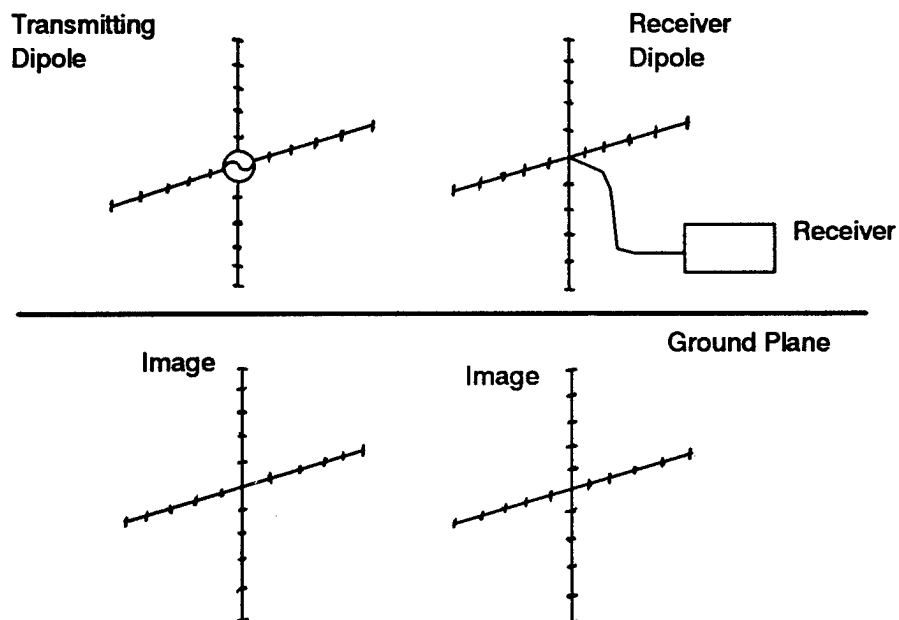 Transmitting
Dipole
Receiver
Dipole
Receiver
Ground Plane
Image
Image